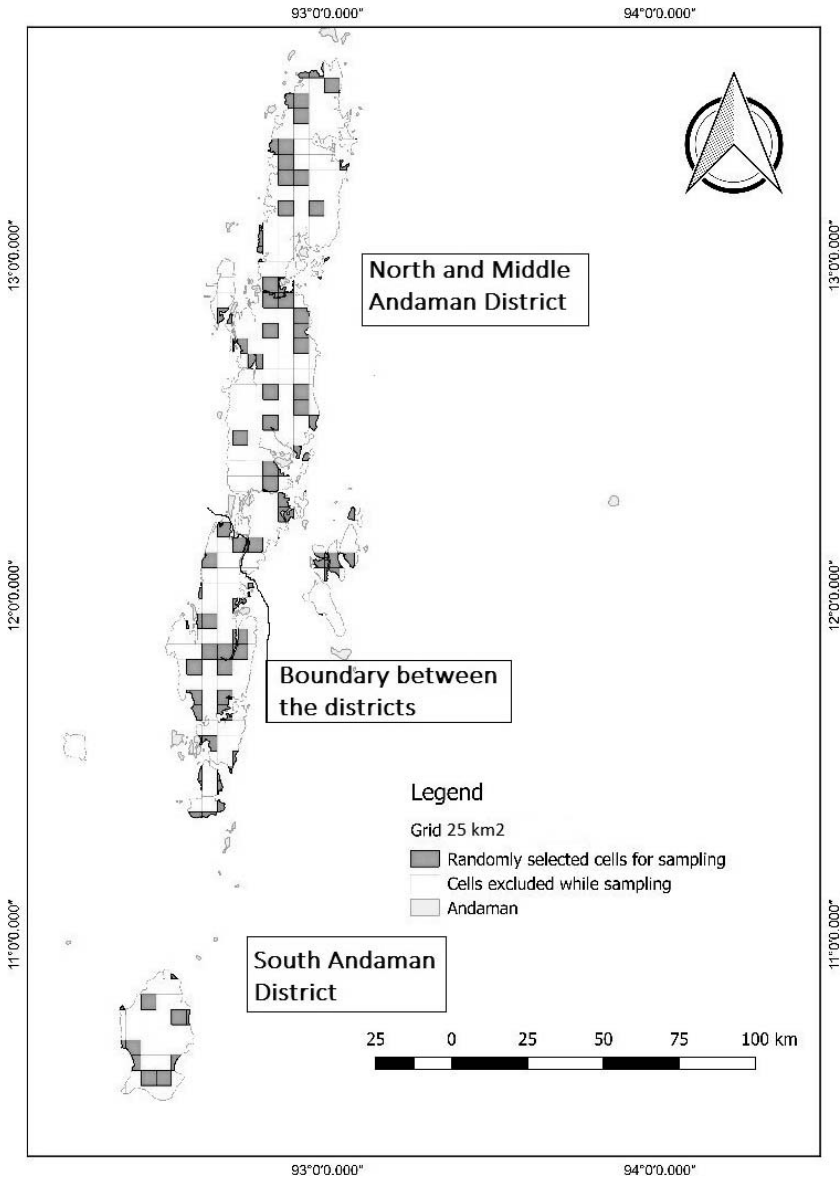 93°0'0.000″ 94°0'0.000″
13°0'0.000″ 13°0'0.000″
North and Middle
Andaman District
12°0'0.000″ 12°0'0.000″
Boundary between
the districts
Legend
Grid 25 km2
Randomly selected cells for sampling
Cells excluded while sampling
Andaman
11°0'0.000″ 11°0'0.000″
South Andaman
District
25 0 25 50 75 100 km
93°0'0.000″ 94°0'0.000″